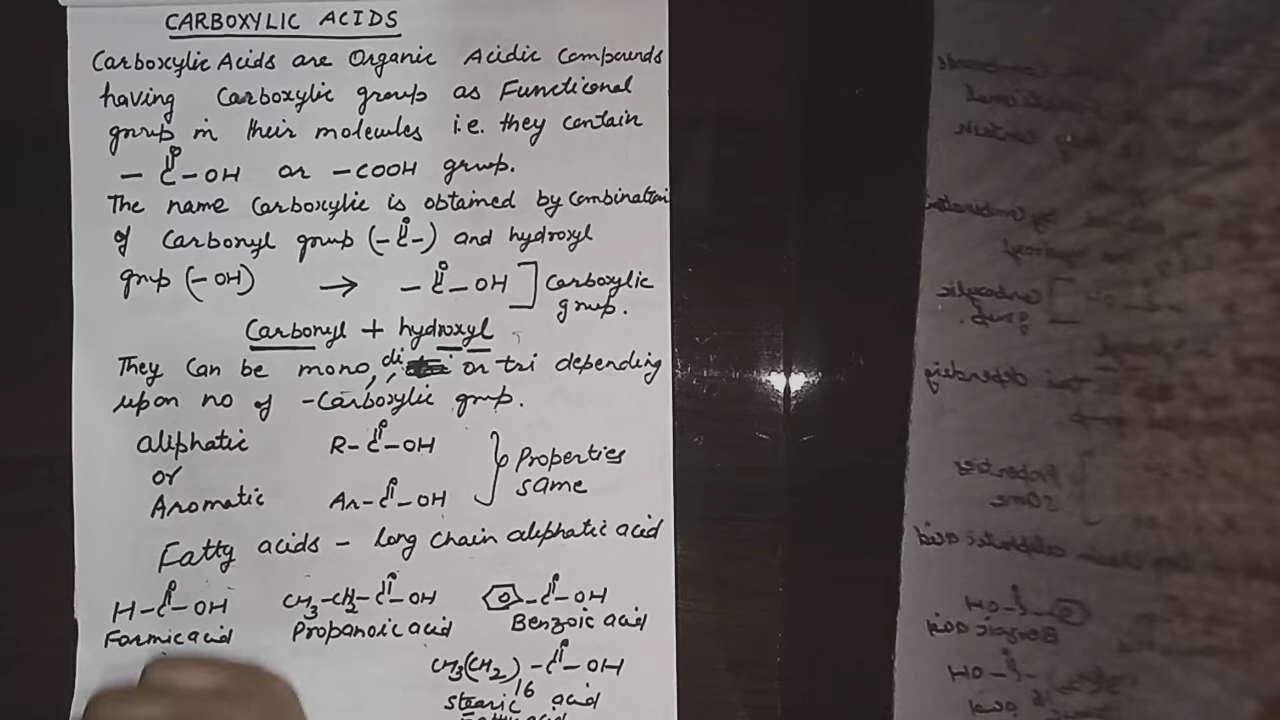 CARBOXYLIC ACIDS
Carboxylic Acids are Organic Acidic Compounds
having Carboxylic group as Functional
group in their molecules i.e. they contain
-C(=O)-OH or -COOH group.
The name Carboxylic is obtained by Combination
of Carbonyl group (-C(=O)-) and hydroxyl
group (-OH) → -C(=O)-OH ] Carboxylic group.
Carbonyl + hydroxyl
They can be mono, di, or tri depending
upon no of -Carboxylic group.
aliphatic R-C(=O)-OH
or } Properties same
Aromatic Ar-C(=O)-OH
Fatty acids - long chain aliphatic acid
H-C(=O)-OH CH3-CH2-C(=O)-OH -C(=O)-OH
Formic acid Propanoic acid Benzoic acid
CH3(CH2)16-C(=O)-OH
Stearic acid
Fatty acid